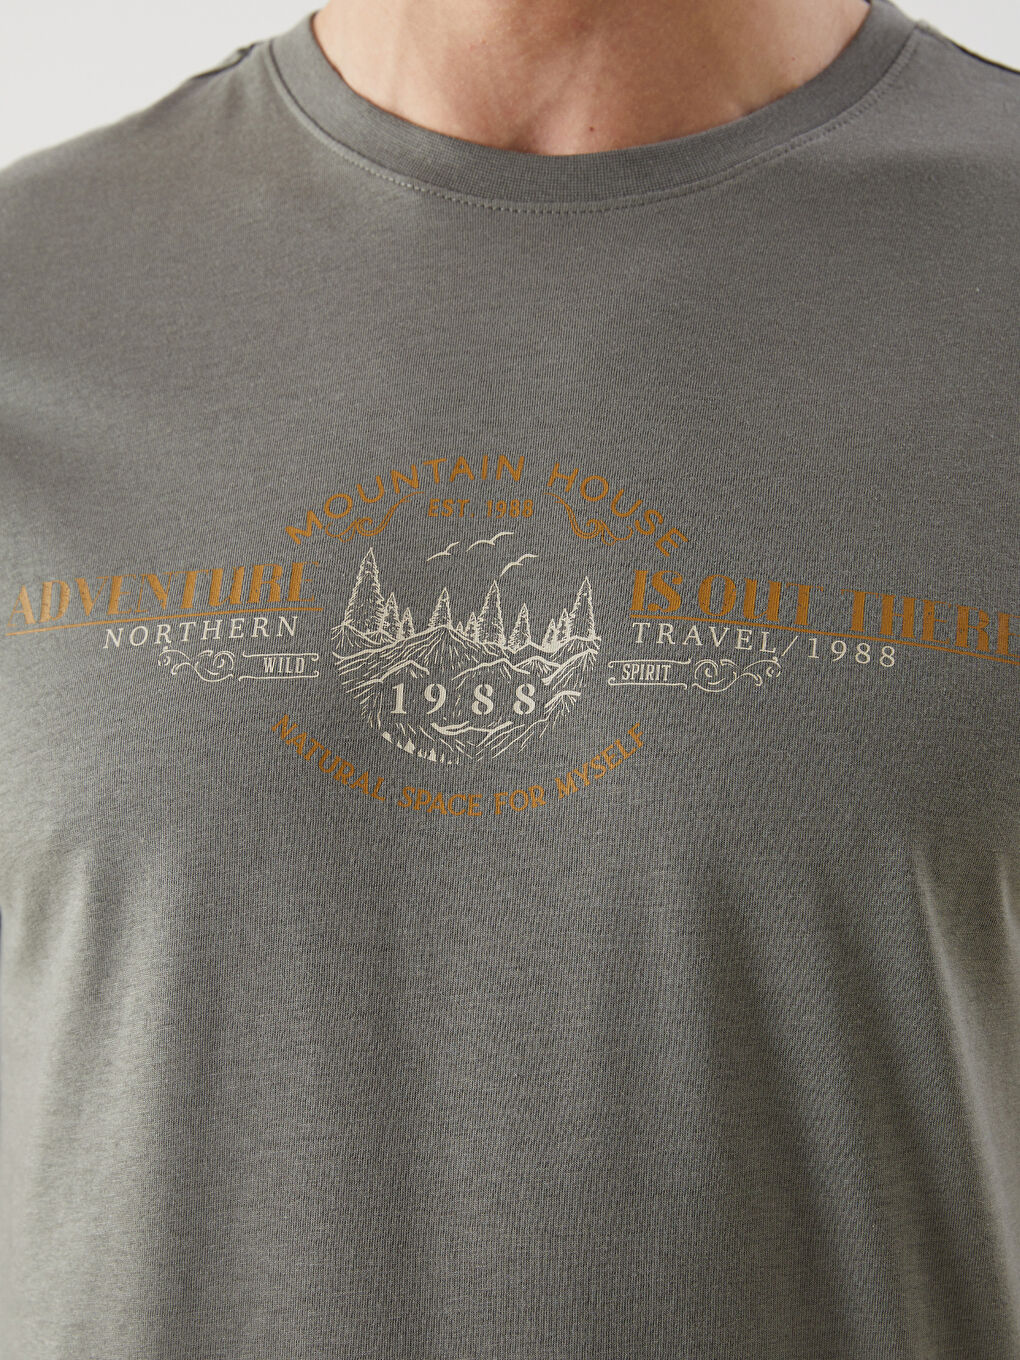 MOUNTAIN HOUSE
EST 1988
ADVENTURE IS OUT THERE
NORTHERN TRAVEL/1988
WILD SPIRIT
1988
NATURAL SPACE FOR MYSELF